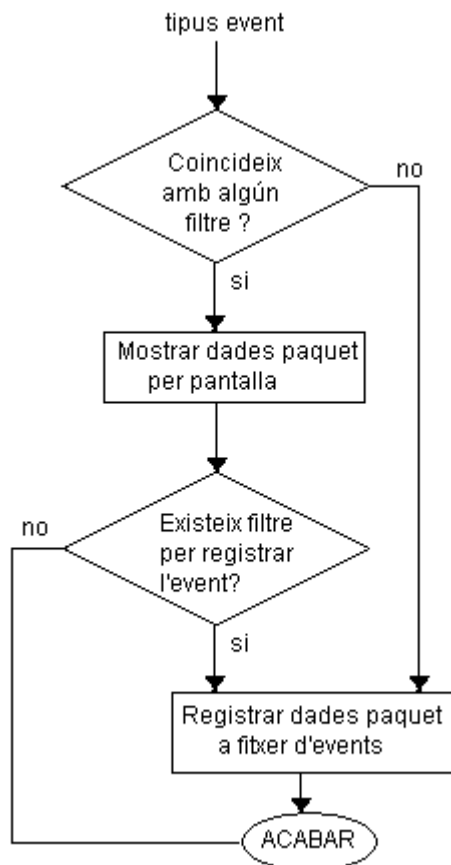 tipus event
Coincideix
amb algún
filtre ?
no
si
Mostrar dades paquet
per pantalla
no
Existeix filtre
per registrar
l'event?
si
Registrar dades paquet
a fitxer d'events
ACABAR